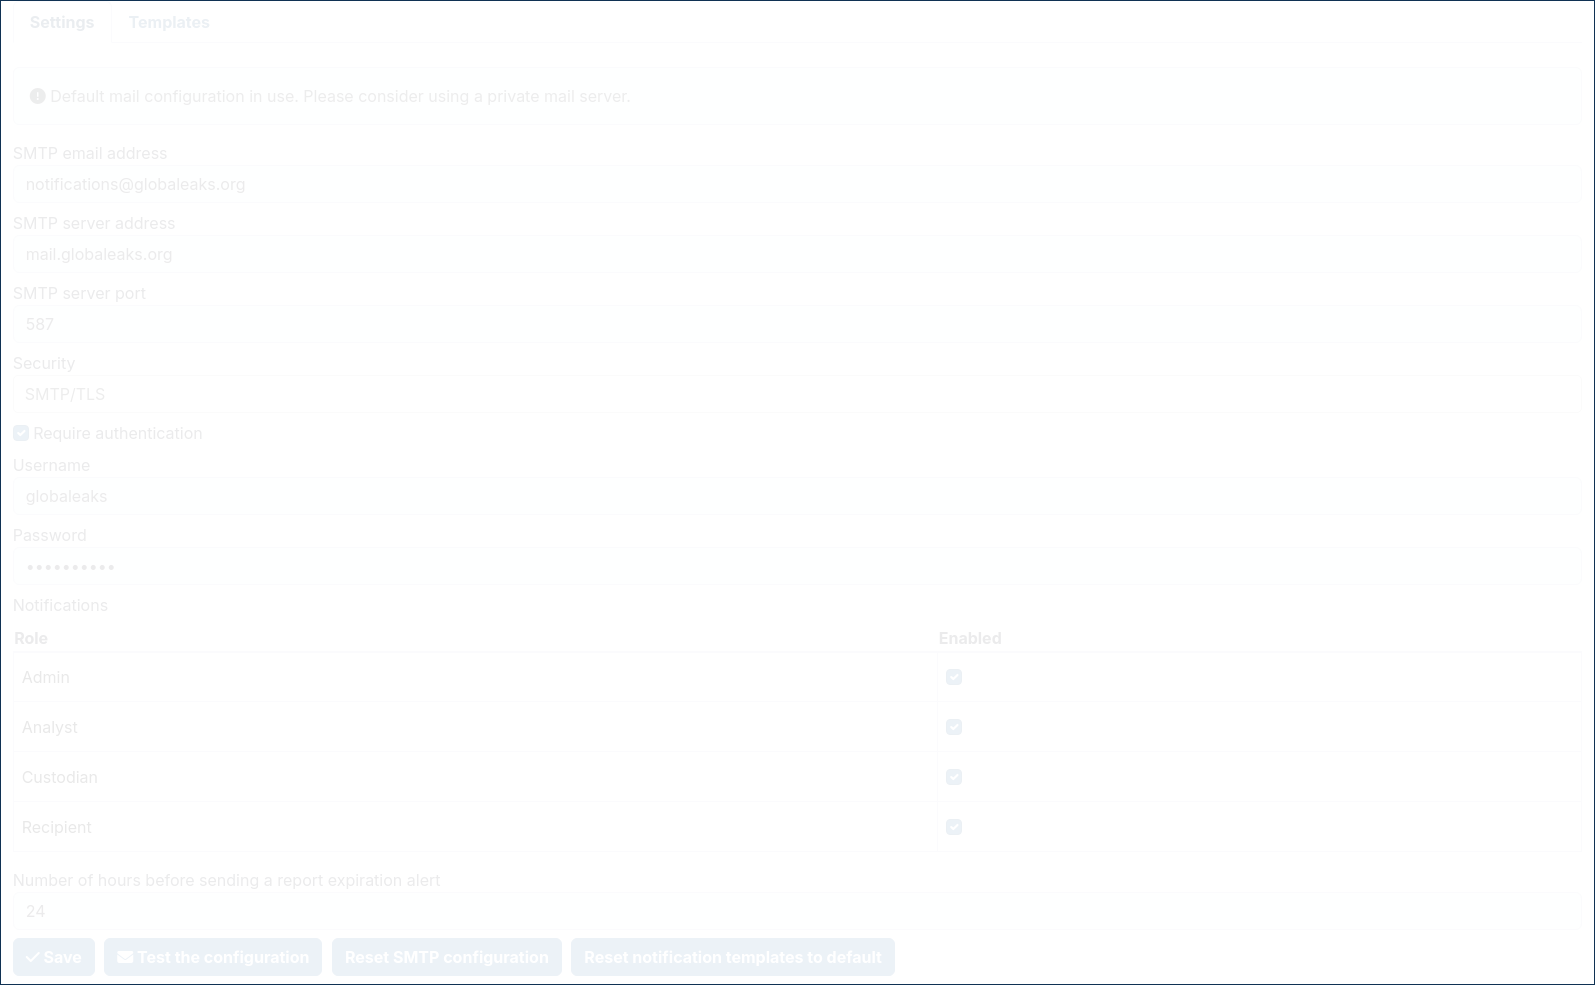 Settings Templates
Default mail configuration in use. Please consider using a private mail server.
SMTP email address
notifications@globaleaks.org
SMTP server address
mail.globaleaks.org
SMTP server port
587
Security
SMTP/TLS
Require authentication
Username
globaleaks
Password
••••••••••
Notifications
Role Enabled
Admin
Analyst
Custodian
Recipient
Number of hours before sending a report expiration alert
24
Save Test the configuration Reset SMTP configuration Reset notification templates to default